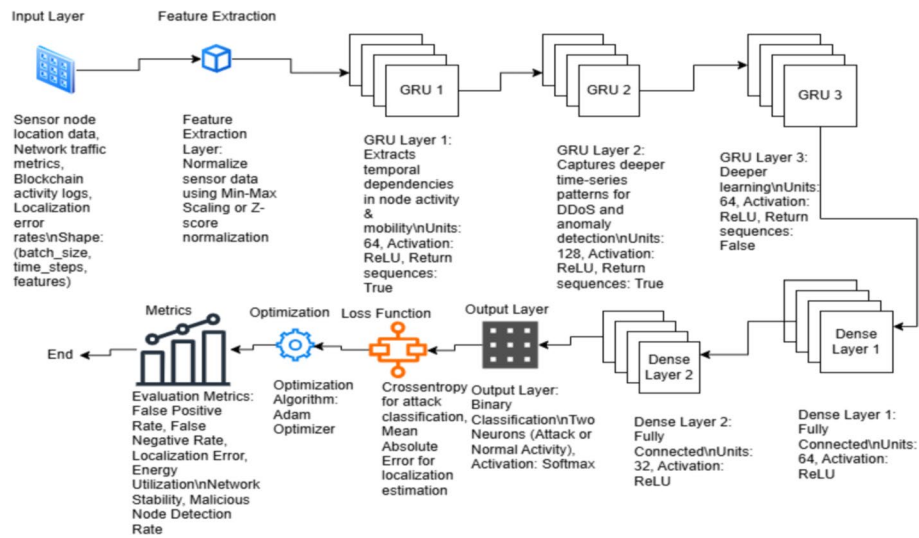 Input Layer
Feature Extraction
GRU 1
GRU 2
GRU 3
Sensor node
location data,
Network traffic
metrics,
Blockchain
activity logs,
Localization
error
rates\nShape:
(batch_size,
time_steps,
features)
Feature
Extraction
Layer:
Normalize
sensor data
using Min-Max
Scaling or Z-
score
normalization
GRU Layer 1:
Extracts
temporal
dependencies
in node activity
&
mobility\nUnits:
64, Activation:
ReLU, Return
sequences:
True
GRU Layer 2:
Captures deeper
time-series
patterns for
DDoS and
anomaly
detection\nUnits:
128, Activation:
ReLU, Return
sequences: True
GRU Layer 3:
Deeper
learning\nUnits:
64, Activation:
ReLU, Return
sequences:
False
Dense
Layer 1
Dense Layer 1:
Fully
Connected\nUnits:
64, Activation:
ReLU
Dense
Layer 2
Dense Layer 2:
Fully
Connected\nUnits:
32, Activation:
ReLU
Output Layer
Output Layer:
Binary
Classification\nTwo
Neurons (Attack or
Normal Activity),
Activation: Softmax
Loss Function
Crossentropy
for attack
classification,
Mean
Absolute
Error for
localization
estimation
Optimization
Optimization
Algorithm:
Adam
Optimizer
Metrics
Evaluation Metrics:
False Positive
Rate, False
Negative Rate,
Localization Error,
Energy
Utilization\nNetwork
Stability, Malicious
Node Detection
Rate
End